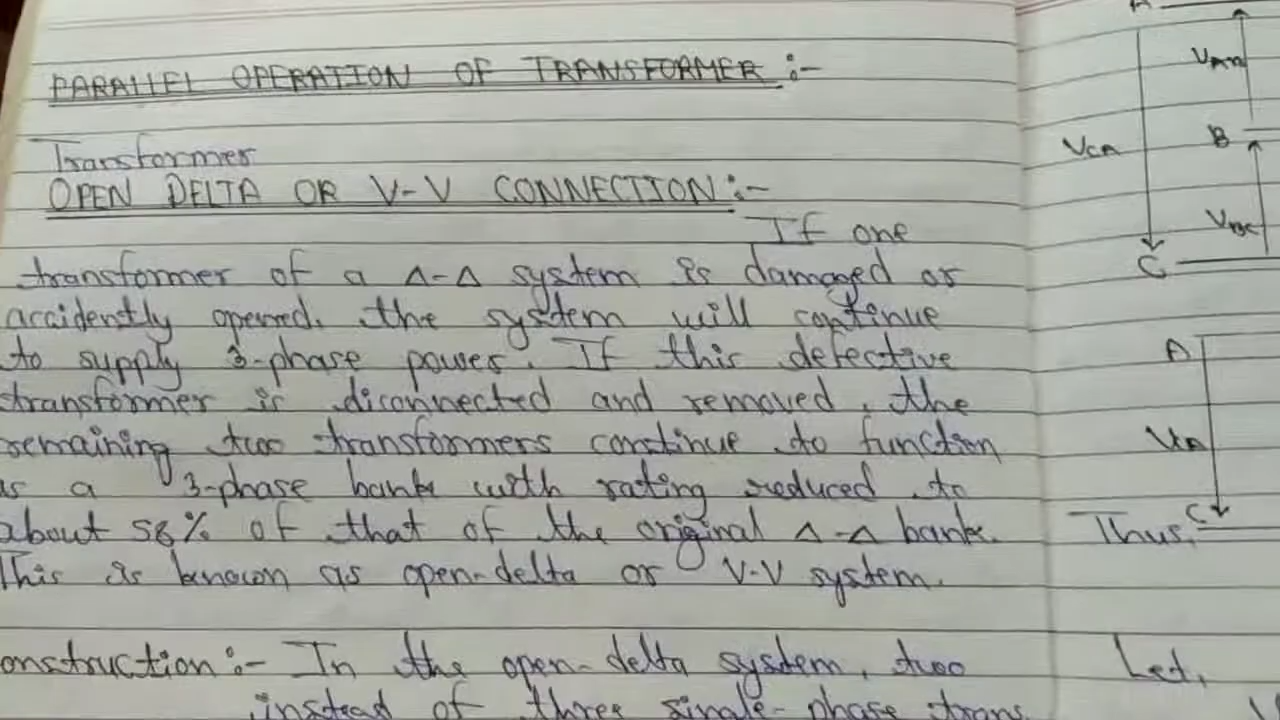 PARALLEL OPERATION OF TRANSFORMER :-
Transformer
OPEN DELTA OR V-V CONNECTION :-
If one
transformer of a Δ-Δ system is damaged or
accidently opened, the system will continue
to supply 3-phase power. If this defective
transformer is diconnected and removed, the
remaining two transformers continue to function
as a 3-phase bank with rating reduced to
about 58% of that of the original Δ-Δ bank.
This is known as open-delta or V-V system.
onstruction :- In the open-delta system, two
instead of three single-phase trans
VAn
VCA
B
VBC
C
A
C
Thus,
Let,